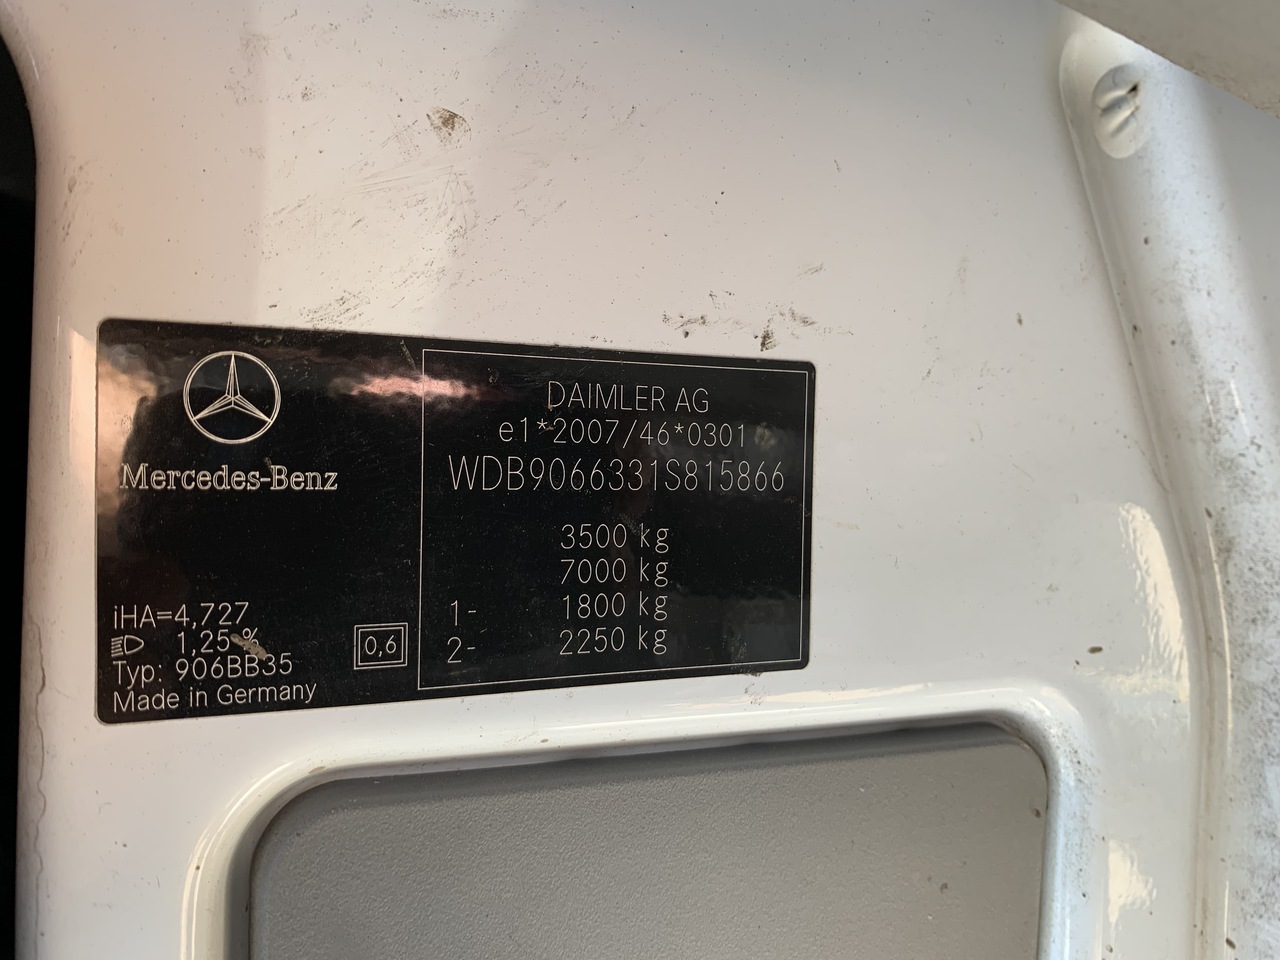 Mercedes-Benz
iHA=4,727
1,25 %
Typ: 906BB35
Made in Germany
0,6
DAIMLER AG
e1*2007/46*0301
WDB9066331S815866
3500 kg
7000 kg
1- 1800 kg
2- 2250 kg